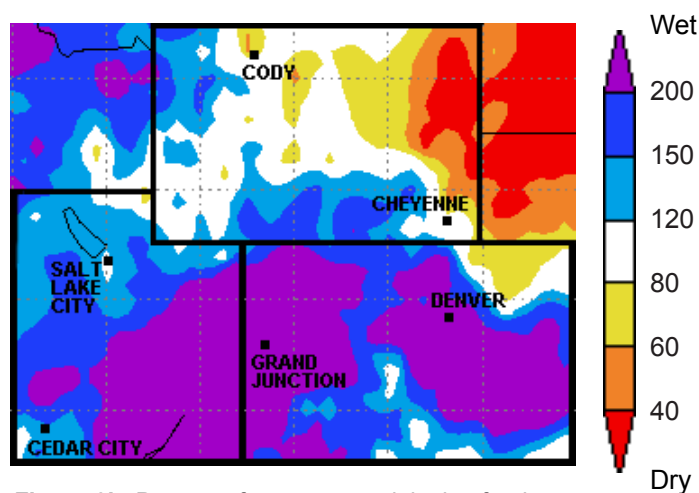 Wet
200
150
120
80
60
40
Dry
CODY
CHEYENNE
SALT
LAKE
CITY
DENVER
GRAND
JUNCTION
CEDAR CITY